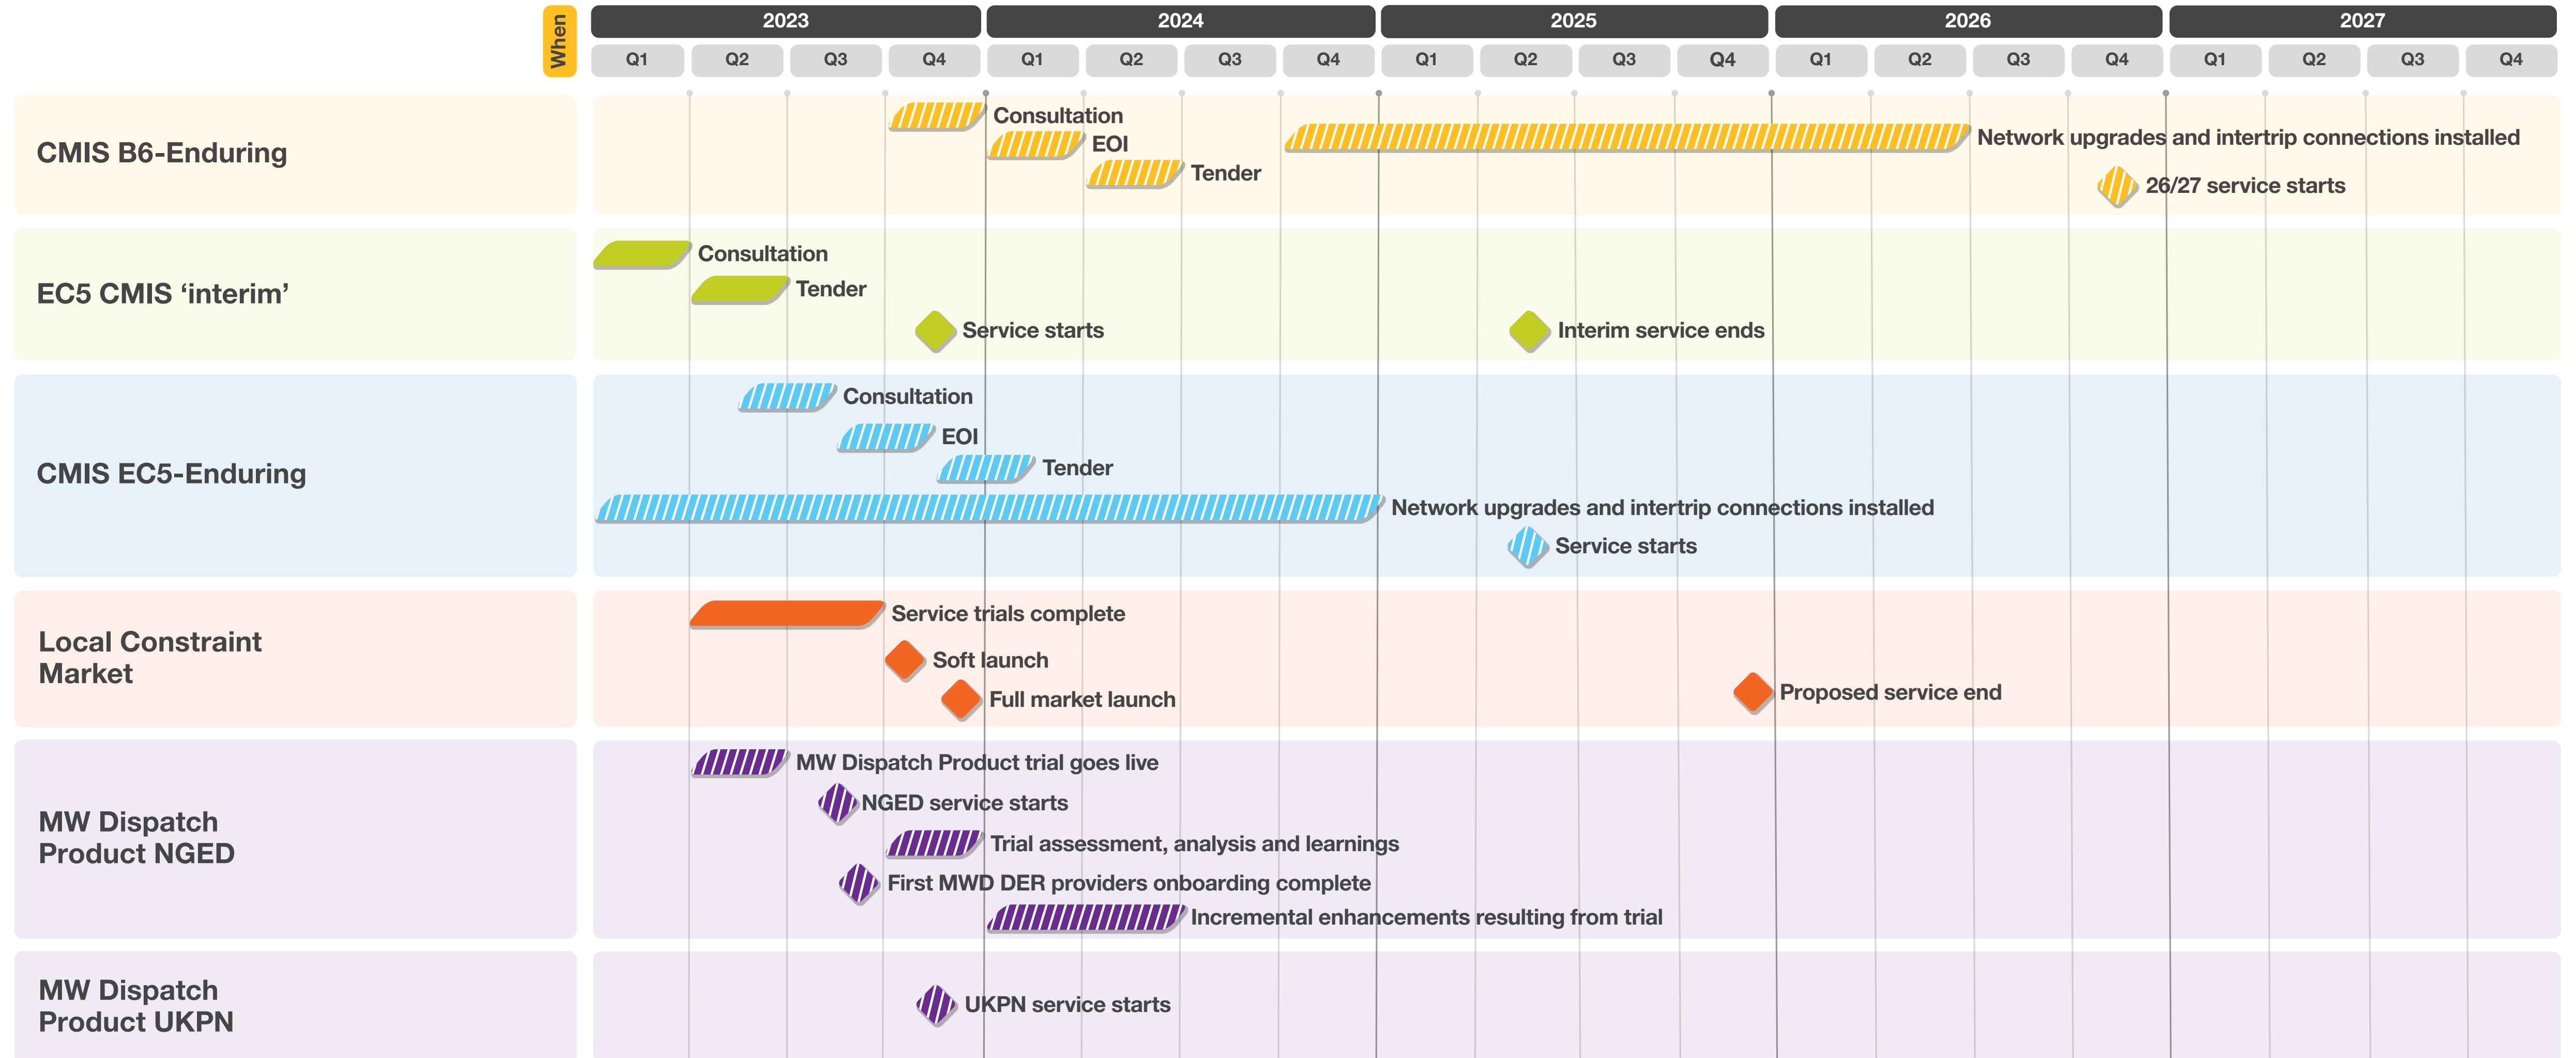 When
2023
2024
2025
2026
2027
Q1 Q2 Q3 Q4 Q1 Q2 Q3 Q4 Q1 Q2 Q3 Q4 Q1 Q2 Q3 Q4 Q1 Q2 Q3 Q4
CMIS B6-Enduring
Consultation
EOI
Tender
Network upgrades and intertrip connections installed
26/27 service starts
EC5 CMIS ‘interim’
Consultation
Tender
Service starts
Interim service ends
CMIS EC5-Enduring
Consultation
EOI
Tender
Network upgrades and intertrip connections installed
Service starts
Local Constraint
Market
Service trials complete
Soft launch
Full market launch
Proposed service end
MW Dispatch
Product NGED
MW Dispatch Product trial goes live
NGED service starts
Trial assessment, analysis and learnings
First MWD DER providers onboarding complete
Incremental enhancements resulting from trial
MW Dispatch
Product UKPN
UKPN service starts